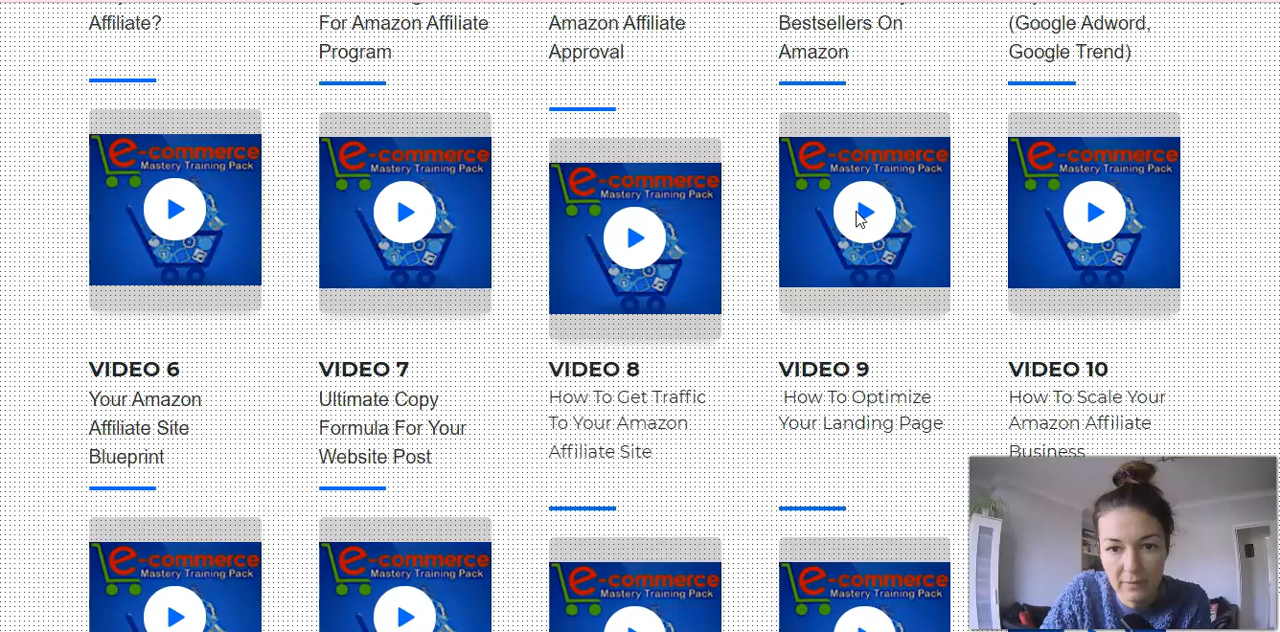 Affiliate?
For Amazon Affiliate
Program
Amazon Affiliate
Approval
Bestsellers On
Amazon
(Google Adword,
Google Trend)
e-commerce
Mastery Training Pack
e-commerce
Mastery Training Pack
e-commerce
Mastery Training Pack
e-commerce
Mastery Training Pack
e-commerce
Mastery Training Pack
VIDEO 6
Your Amazon
Affiliate Site
Blueprint
VIDEO 7
Ultimate Copy
Formula For Your
Website Post
VIDEO 8
How To Get Traffic
To Your Amazon
Affiliate Site
VIDEO 9
How To Optimize
Your Landing Page
VIDEO 10
How To Scale Your
Amazon Affiliate
Business
e-commerce
Mastery Training Pack
e-commerce
Mastery Training Pack
e-commerce
Mastery Training Pack
e-commerce
Mastery Training Pack